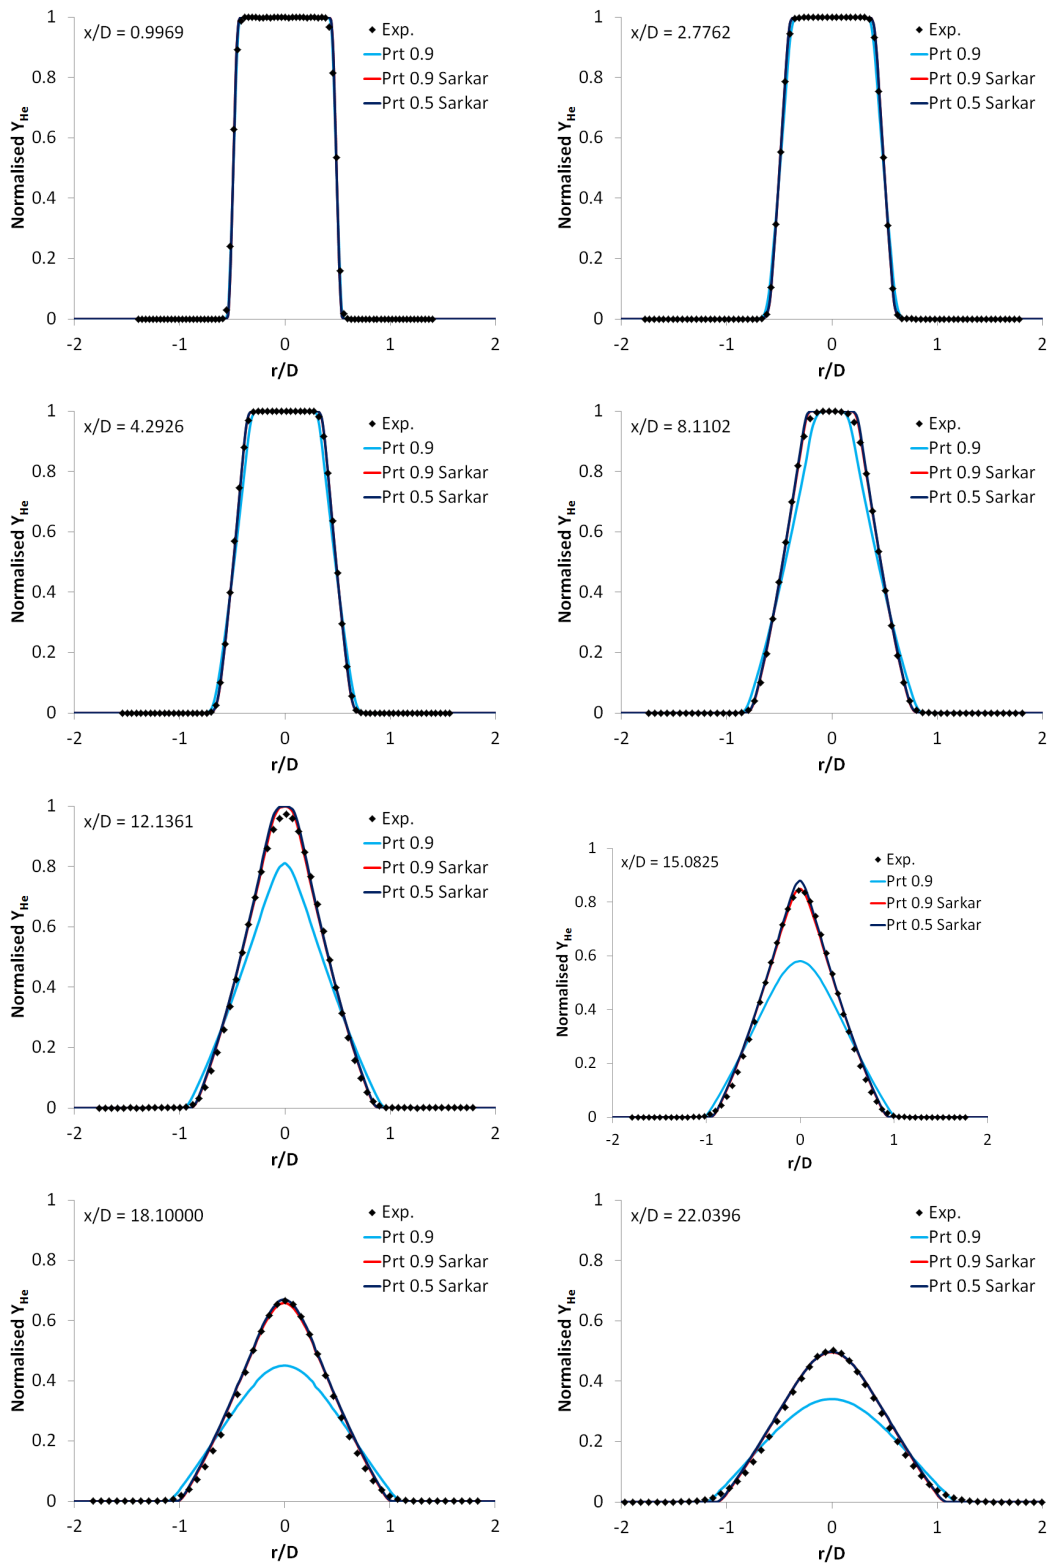 x/D = 0.9969
Exp.
Prt 0.9
Prt 0.9 Sarkar
Prt 0.5 Sarkar
Normalised Y_He
1
0.8
0.6
0.4
0.2
0
-2 -1 0 1 2
r/D
x/D = 2.7762
Exp.
Prt 0.9
Prt 0.9 Sarkar
Prt 0.5 Sarkar
Normalised Y_He
1
0.8
0.6
0.4
0.2
0
-2 -1 0 1 2
r/D
x/D = 4.2926
Exp.
Prt 0.9
Prt 0.9 Sarkar
Prt 0.5 Sarkar
Normalised Y_He
1
0.8
0.6
0.4
0.2
0
-2 -1 0 1 2
r/D
x/D = 8.1102
Exp.
Prt 0.9
Prt 0.9 Sarkar
Prt 0.5 Sarkar
Normalised Y_He
1
0.8
0.6
0.4
0.2
0
-2 -1 0 1 2
r/D
x/D = 12.1361
Exp.
Prt 0.9
Prt 0.9 Sarkar
Prt 0.5 Sarkar
Normalised Y_He
1
0.8
0.6
0.4
0.2
0
-2 -1 0 1 2
r/D
x/D = 15.0825
Exp.
Prt 0.9
Prt 0.9 Sarkar
Prt 0.5 Sarkar
Normalised Y_He
1
0.8
0.6
0.4
0.2
0
-2 -1 0 1 2
r/D
x/D = 18.10000
Exp.
Prt 0.9
Prt 0.9 Sarkar
Prt 0.5 Sarkar
Normalised Y_He
1
0.8
0.6
0.4
0.2
0
-2 -1 0 1 2
r/D
x/D = 22.0396
Exp.
Prt 0.9
Prt 0.9 Sarkar
Prt 0.5 Sarkar
Normalised Y_He
1
0.8
0.6
0.4
0.2
0
-2 -1 0 1 2
r/D